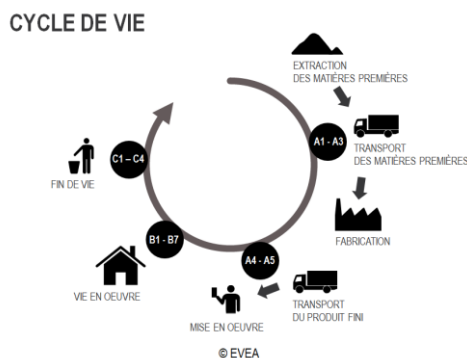 CYCLE DE VIE
EXTRACTION
DES MATIÈRES PREMIÈRES
A1 - A3
TRANSPORT
DES MATIÈRES PREMIÈRES
FABRICATION
A4 - A5
TRANSPORT
DU PRODUIT FINI
MISE EN OEUVRE
B1 - B7
VIE EN OEUVRE
C1 – C4
FIN DE VIE
© EVEA